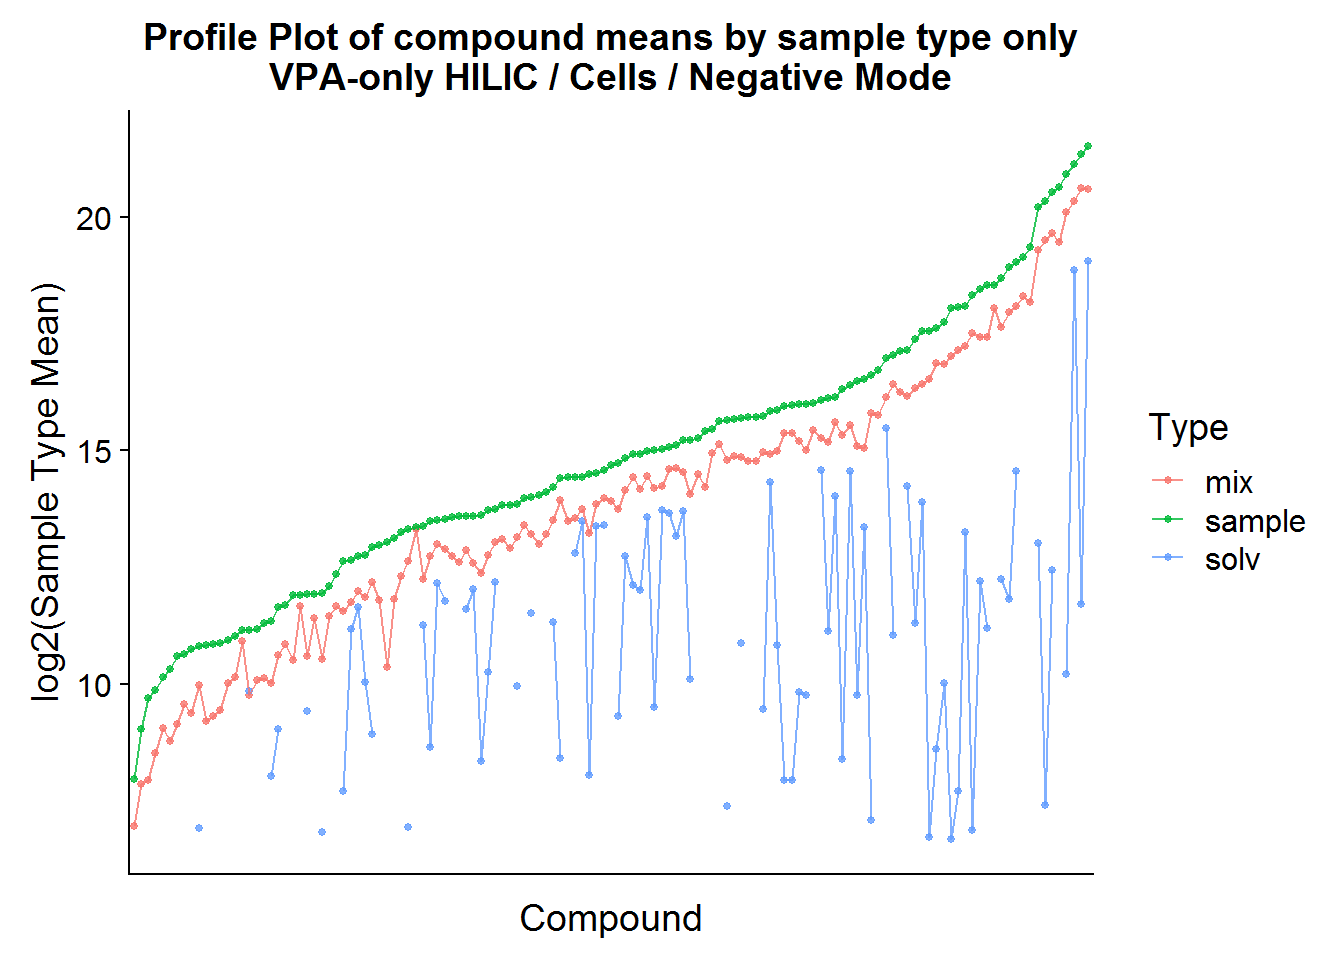 Profile Plot of compound means by sample type only
VPA-only HILIC / Cells / Negative Mode
log2(Sample Type Mean)
20
15
10
Compound
Type
mix
sample
solv